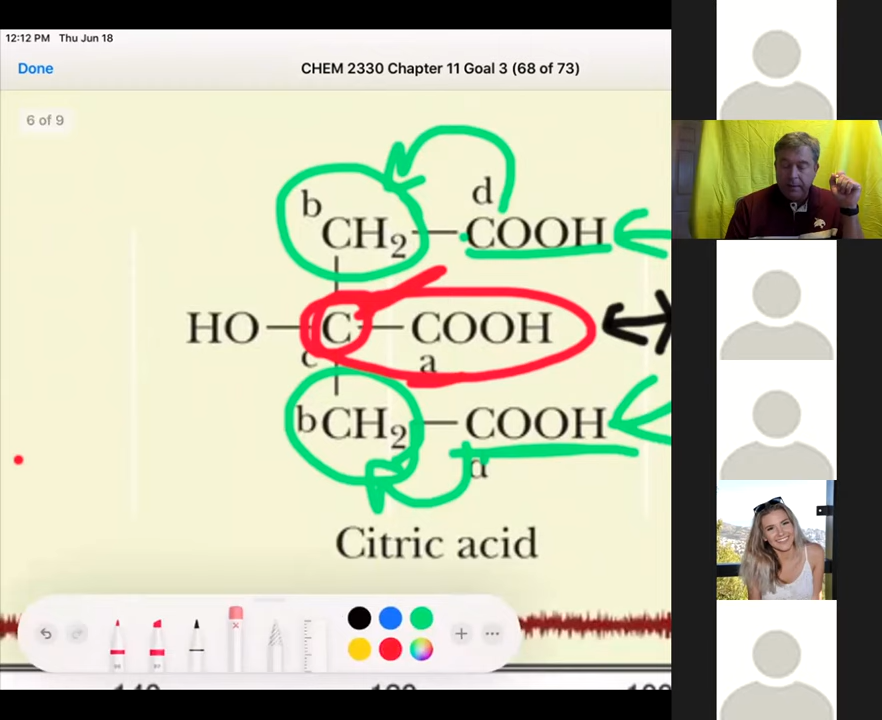 12:12 PM Thu Jun 18
Done
CHEM 2330 Chapter 11 Goal 3 (68 of 73)
6 of 9
b
d
CH2—COOH
HO—C—COOH
c
a
bCH2—COOH
Citric acid